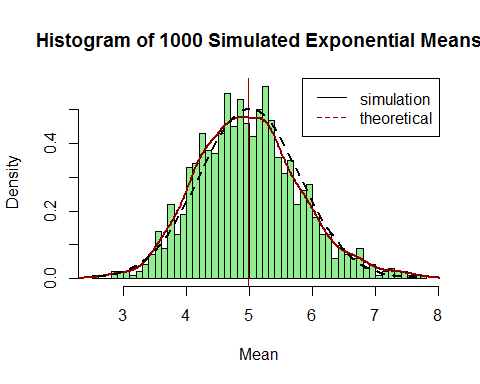 Histogram of 1000 Simulated Exponential Means
simulation
theoretical
Density
0.0
0.2
0.4
3 4 5 6 7 8
Mean